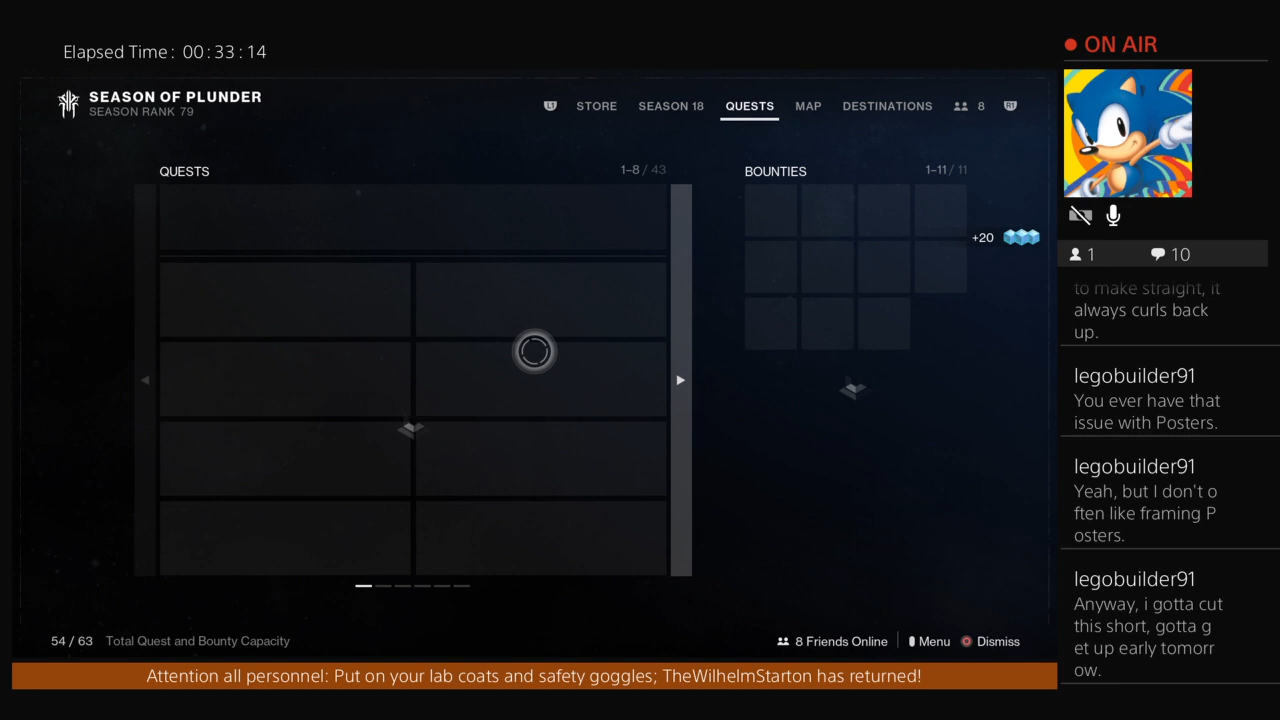 Elapsed Time: 00:33:14
ON AIR
SEASON OF PLUNDER
SEASON RANK 79
L1 STORE SEASON 18 QUESTS MAP DESTINATIONS 8 R1
QUESTS 1–8 / 43
BOUNTIES 1–11 / 11
+20
1 10
to make straight, it
always curls back
up.
legobuilder91
You ever have that
issue with Posters.
legobuilder91
Yeah, but I don't o
ften like framing P
osters.
legobuilder91
Anyway, i gotta cut
this short, gotta g
et up early tomorr
ow.
54 / 63 Total Quest and Bounty Capacity
8 Friends Online Menu Dismiss
Attention all personnel: Put on your lab coats and safety goggles; TheWilhelmStarton has returned!